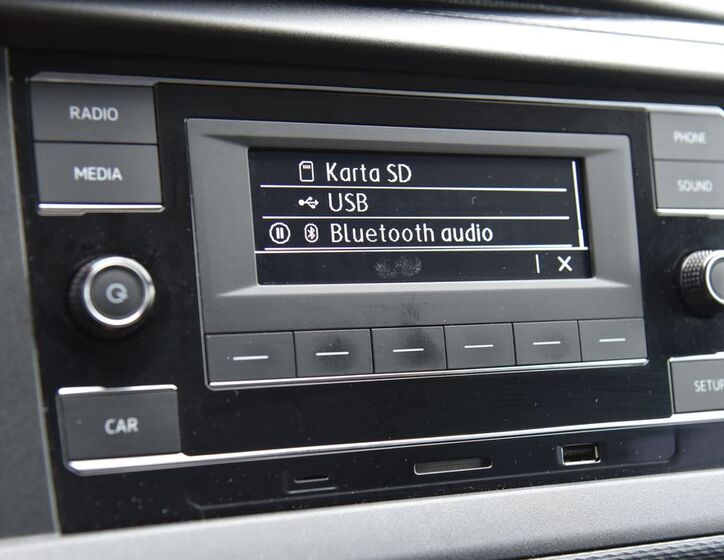 RADIO
PHONE
MEDIA
SOUND
Karta SD
USB
Bluetooth audio
X
CAR
SETUP